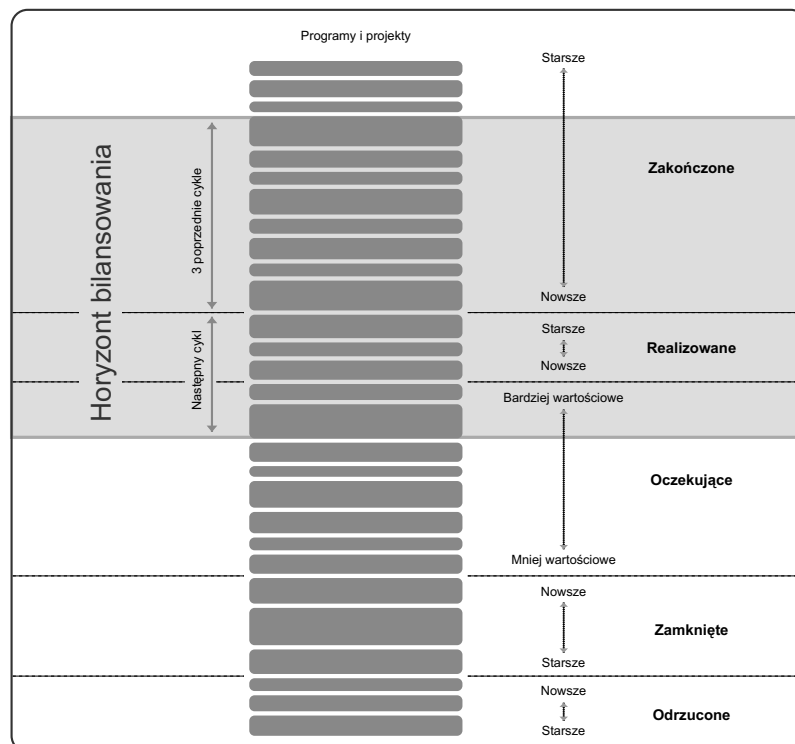 Programy i projekty
Starsze
Horyzont bilansowania
3 poprzednie cykle
Zakończone
Nowsze
Następny cykl
Starsze
Realizowane
Nowsze
Bardziej wartościowe
Oczekujące
Mniej wartościowe
Nowsze
Zamknięte
Starsze
Nowsze
Odrzucone
Starsze